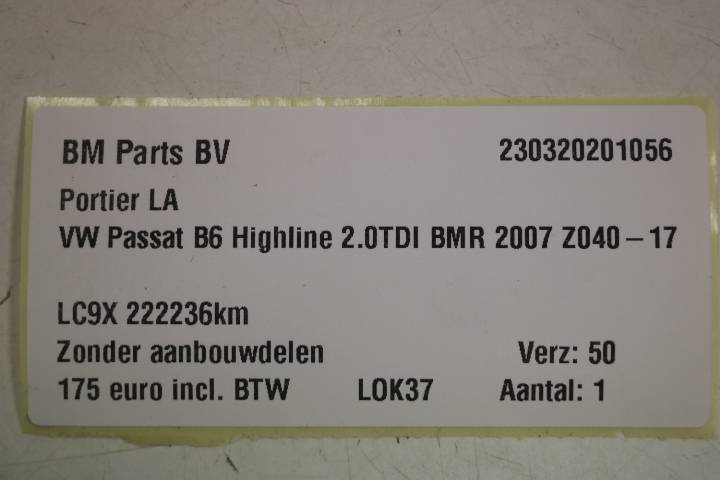 BM Parts BV 230320201056
Portier LA
VW Passat B6 Highline 2.0TDI BMR 2007 Z040-17
LC9X 222236km
Zonder aanbouwdelen Verz: 50
175 euro incl. BTW LOK37 Aantal: 1